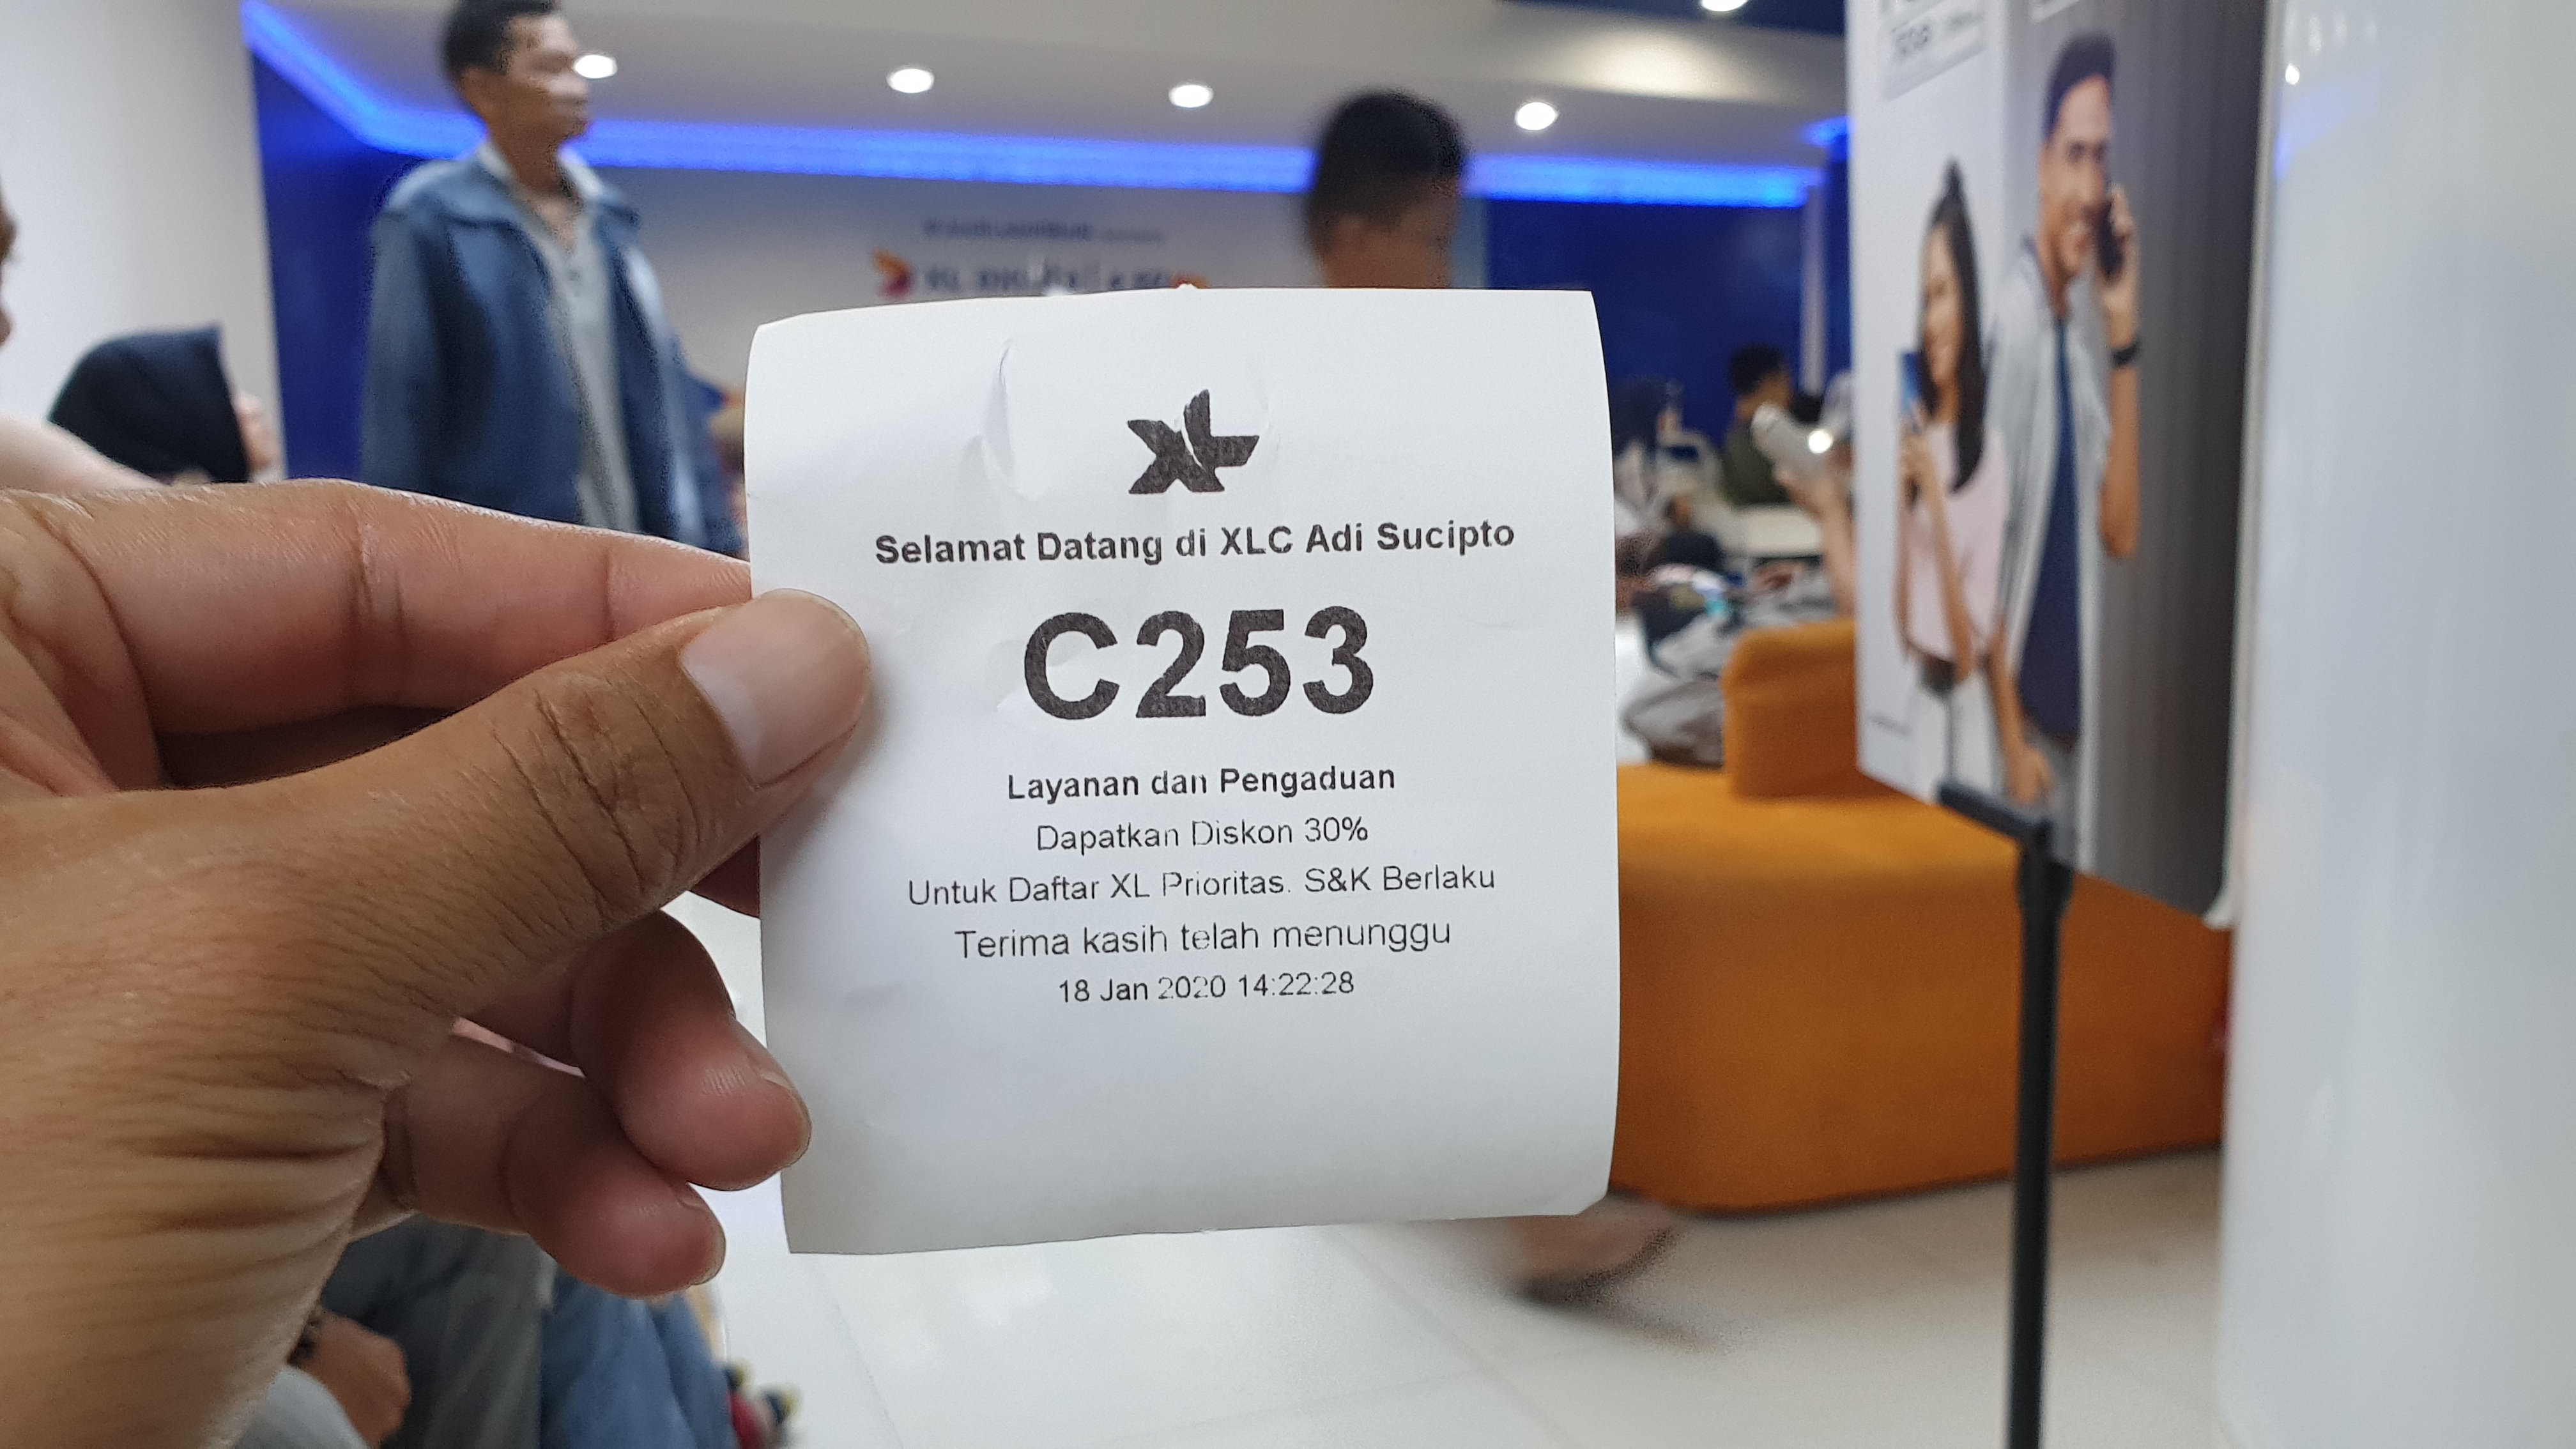 XL
Selamat Datang di XLC Adi Sucipto
C253
Layanan dan Pengaduan
Dapatkan Diskon 30%
Untuk Daftar XL Prioritas. S&K Berlaku
Terima kasih telah menunggu
18 Jan 2020 14:22:28